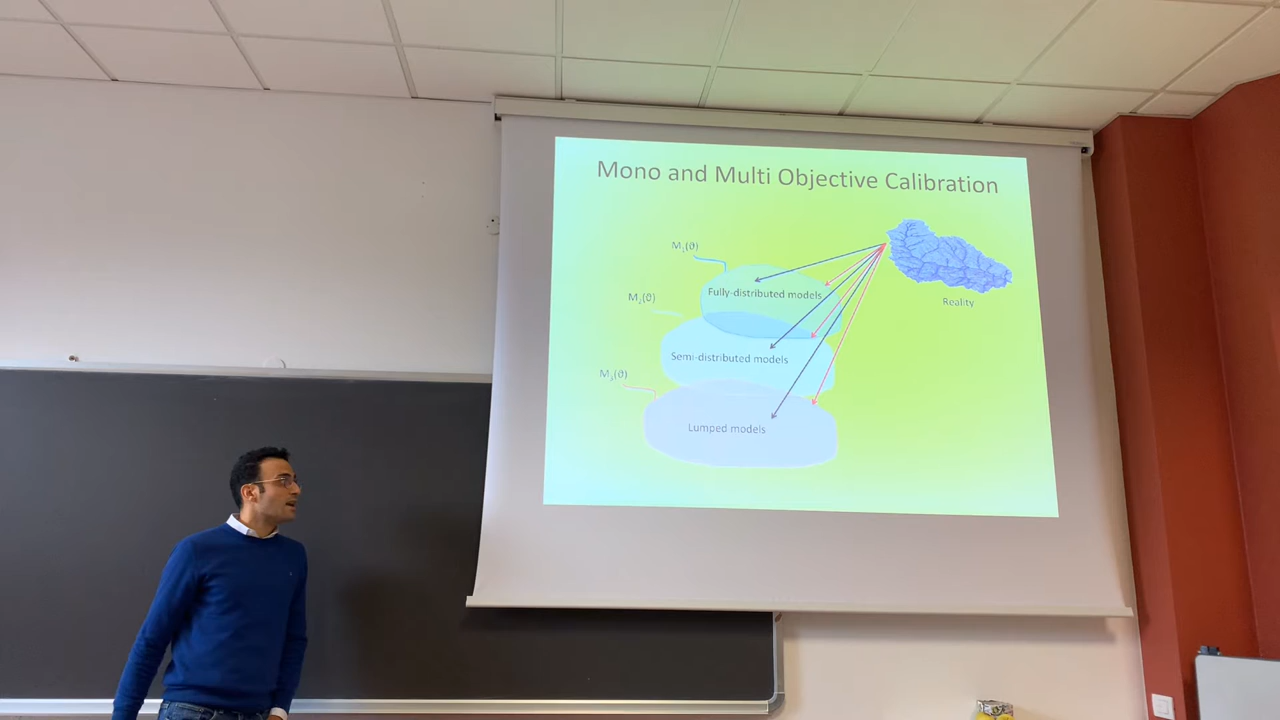 Mono and Multi Objective Calibration
M₁(θ)
Fully-distributed models
Reality
M₂(θ)
Semi-distributed models
M₃(θ)
Lumped models